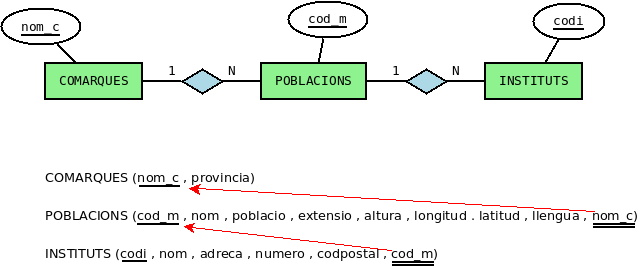 nom_c
cod_m
codi
COMARQUES
1
N
POBLACIONS
1
N
INSTITUTS
COMARQUES (nom_c , provincia)
POBLACIONS (cod_m , nom , poblacio , extensio , altura , longitud . latitud , llengua , nom_c)
INSTITUTS (codi , nom , adreca , numero , codpostal , cod_m)